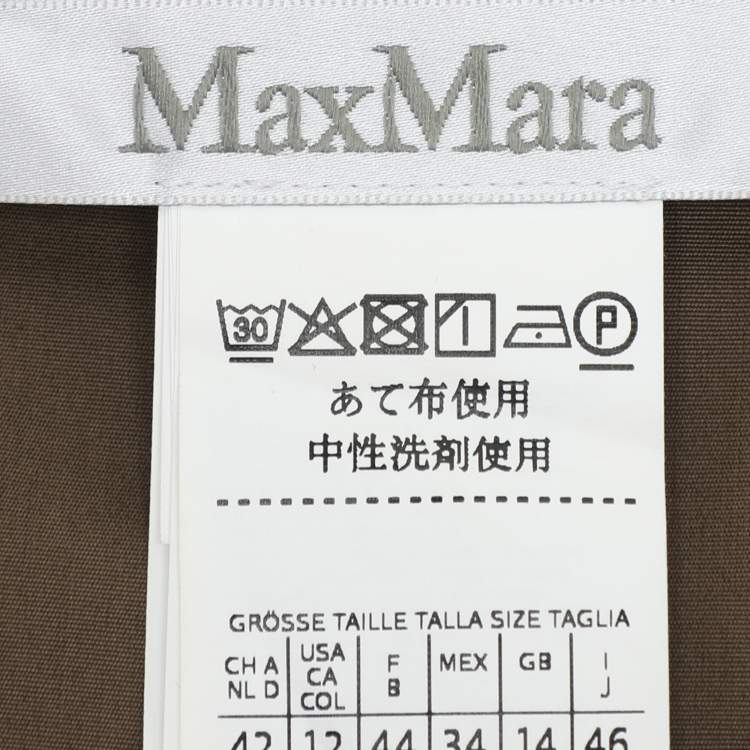 MaxMara
30 P
あて布使用
中性洗剤使用
GRÖSSE TAILLE TALLA SIZE TAGLIA
CH A NL D USA CA COL F B MEX GB I J
42 12 44 34 14 46